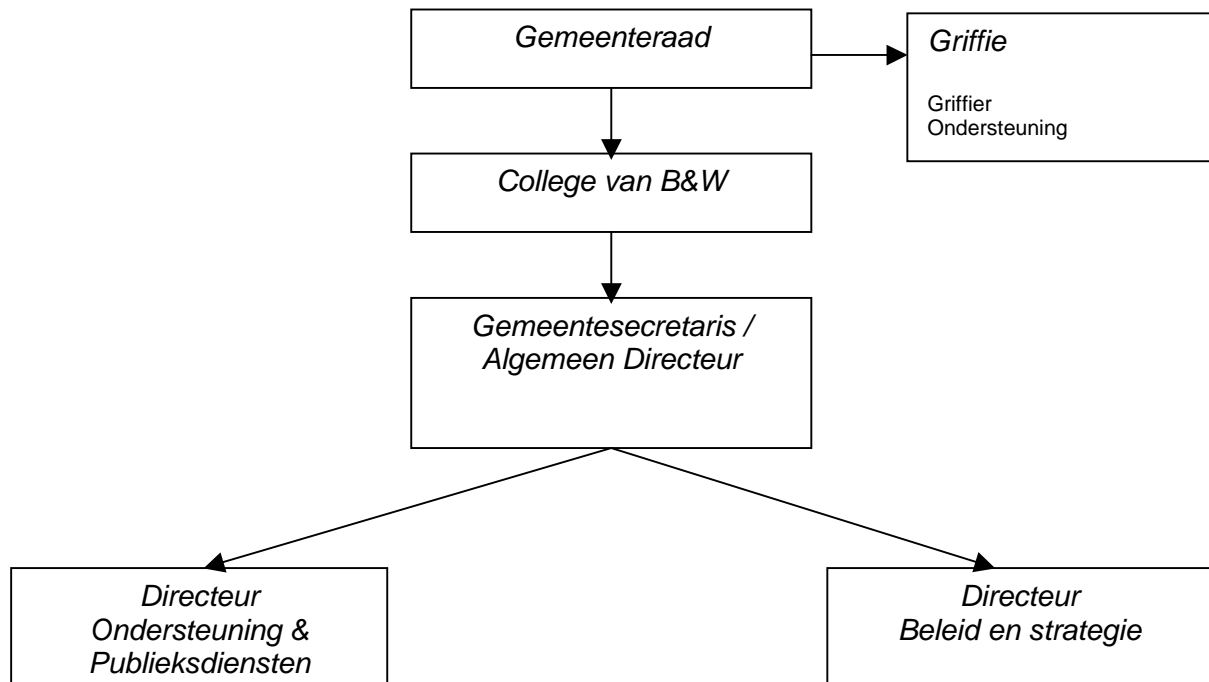 Gemeenteraad
Griffie
Griffier
Ondersteuning
College van B&W
Gemeentesecretaris /
Algemeen Directeur
Directeur
Ondersteuning &
Publieksdiensten
Directeur
Beleid en strategie